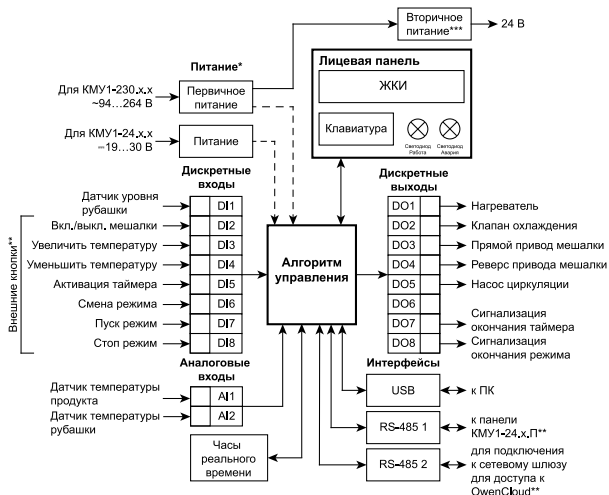 Вторичное
питание***
24 В
Питание*
Для КМУ1-230.х.х
~94...264 В
Первичное
питание
Для КМУ1-24.х.х
–19...30 В
Питание
Лицевая панель
ЖКИ
Клавиатура
Светодиод
Работа
Светодиод
Авария
Дискретные
входы
Датчик уровня
рубашки
DI1
Вкл./выкл. мешалки
DI2
Увеличить температуру
DI3
Уменьшить температуру
DI4
Активация таймера
DI5
Смена режима
DI6
Пуск режим
DI7
Стоп режим
DI8
Внешние кнопки**
Алгоритм
управления
Дискретные
выходы
DO1
Нагреватель
DO2
Клапан охлаждения
DO3
Прямой привод мешалки
DO4
Реверс привода мешалки
DO5
Насос циркуляции
DO6
DO7
Сигнализация
окончания таймера
DO8
Сигнализация
окончания режима
Аналоговые
входы
Датчик температуры
продукта
AI1
Датчик температуры
рубашки
AI2
Часы
реального
времени
Интерфейсы
USB
к ПК
RS-485 1
к панели
КМУ1-24.х.П**
RS-485 2
для подключения
к сетевому шлюзу
для доступа к
OwenCloud**